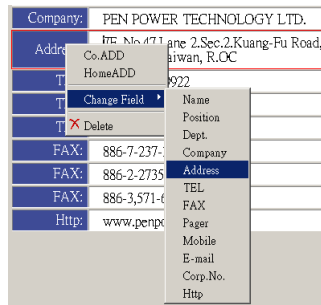 Company: PEN POWER TECHNOLOGY LTD.
7F, No.47,Lane 2,Sec.2,Kuang-Fu Road,
Co.ADD
aiwan, R.OC
HomeADD
Change Field
Delete
Name
Position
Dept.
Company
Address
TEL
FAX
Pager
Mobile
E-mail
Corp.No.
Http
FAX: 886-7-237-
FAX: 886-2-2735
FAX: 886-3,571-6
Http: www.penpo